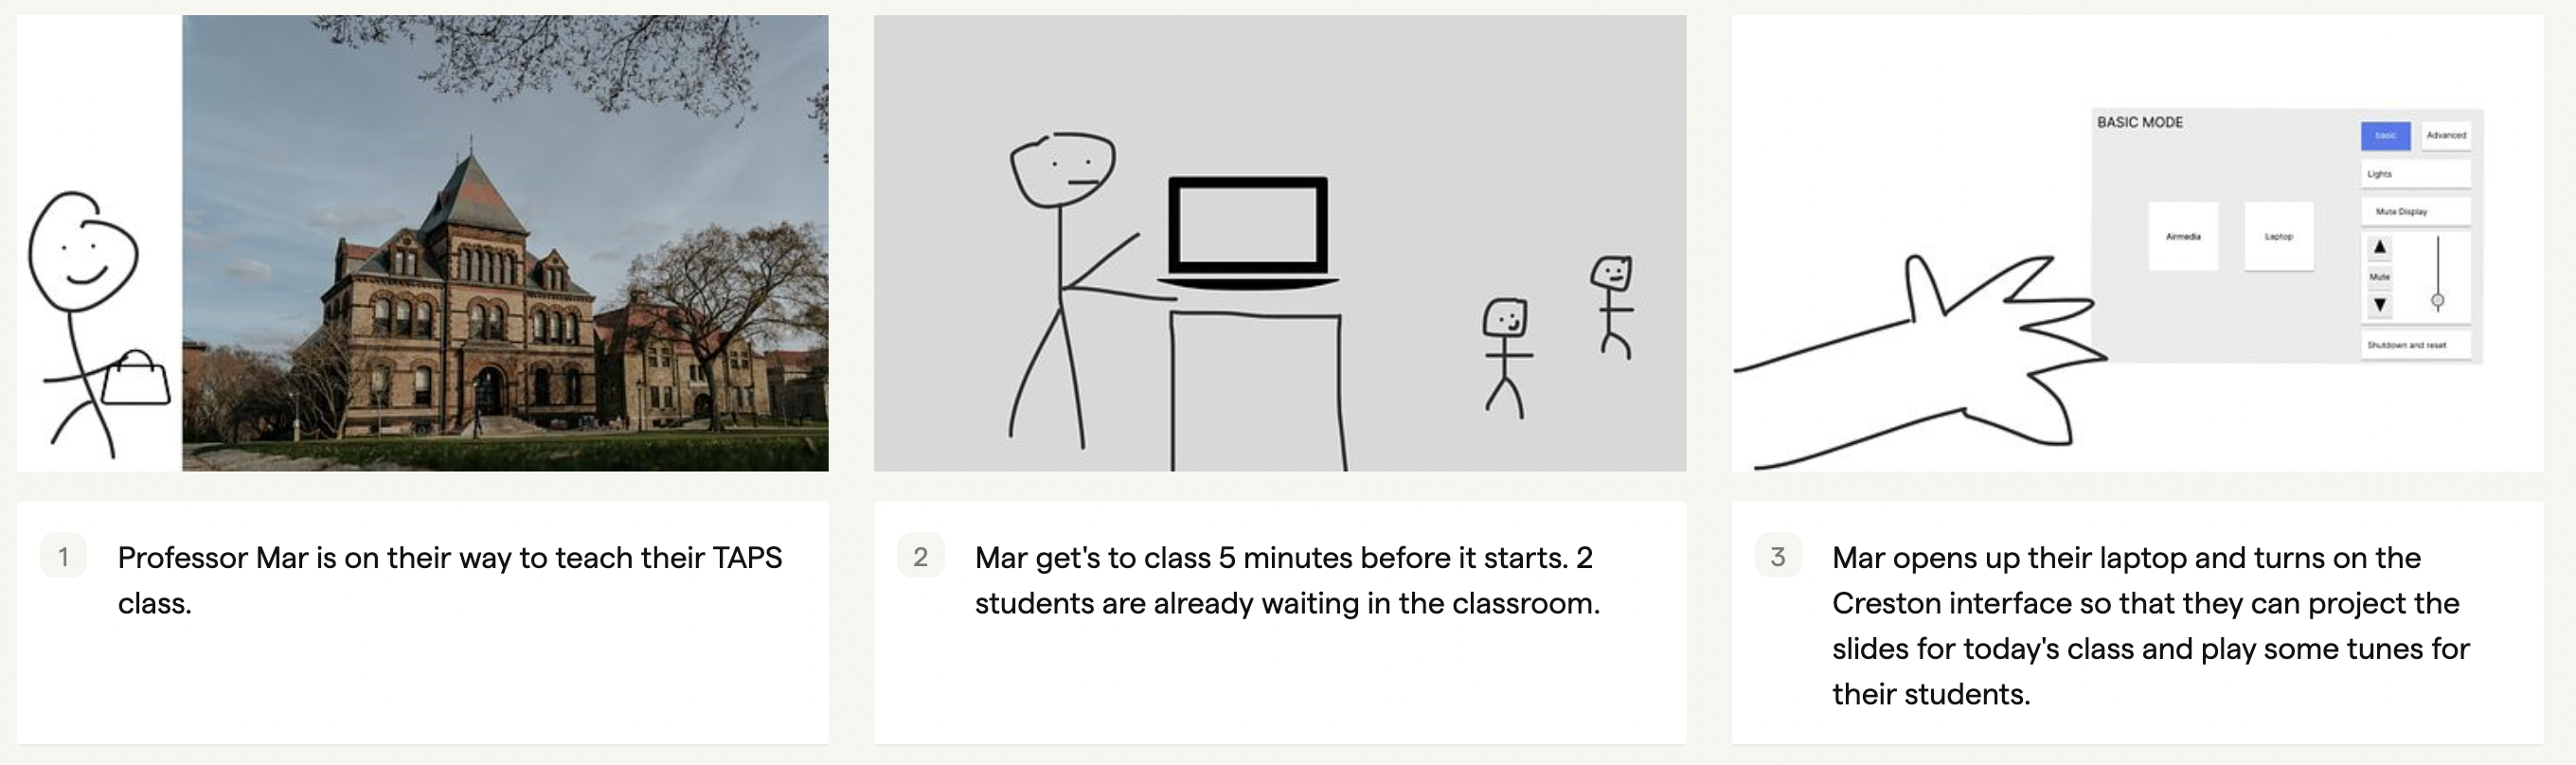 BASIC MODE
basic
Advanced
Lights
Mute Display
Airmedia
Laptop
Mute
Shutdown and reset
1
Professor Mar is on their way to teach their TAPS
class.
2
Mar get's to class 5 minutes before it starts. 2
students are already waiting in the classroom.
3
Mar opens up their laptop and turns on the
Creston interface so that they can project the
slides for today's class and play some tunes for
their students.